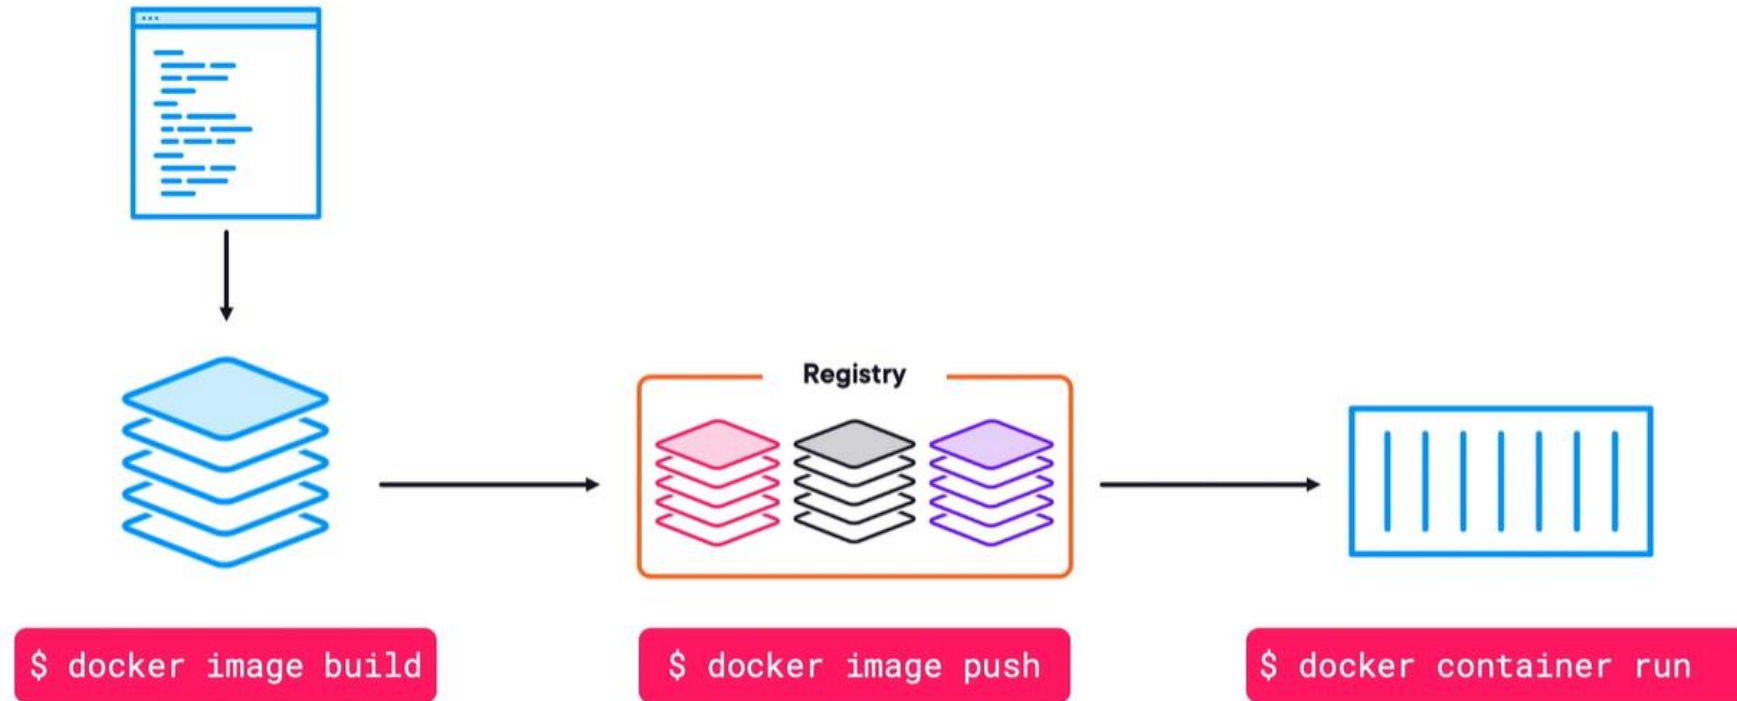 Registry
$ docker image build
$ docker image push
$ docker container run